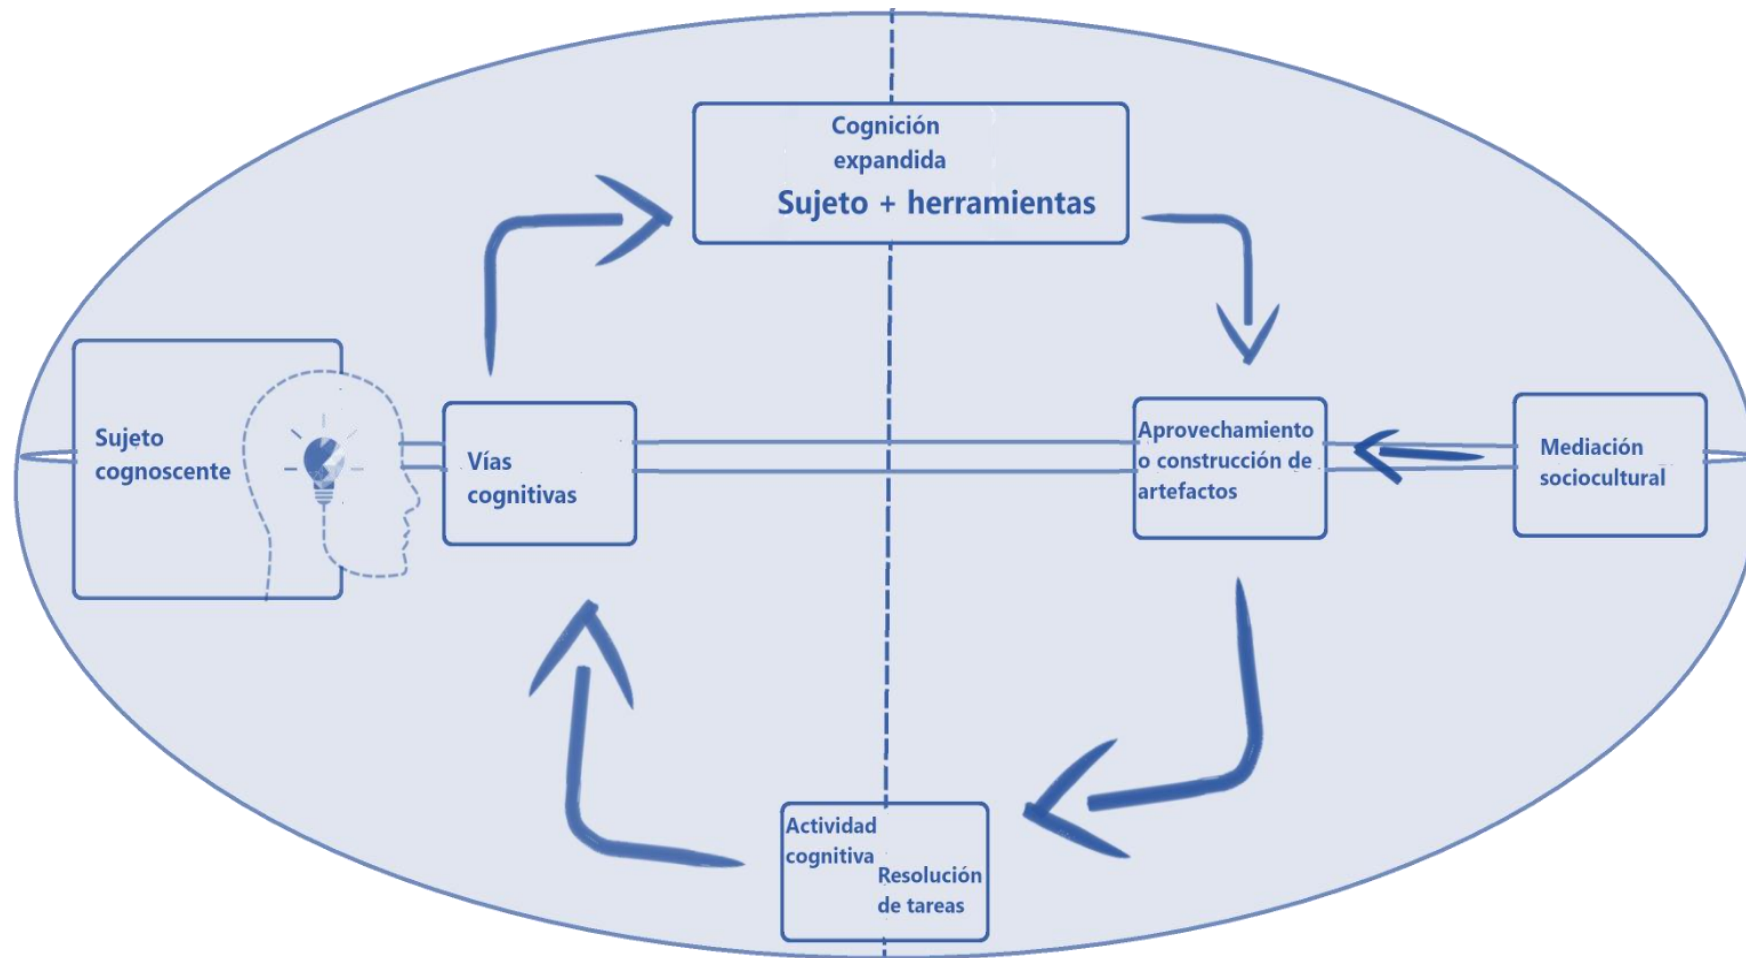 Cognición
expandida
Sujeto + herramientas
Sujeto
cognoscente
Vías
cognitivas
Aprovechamiento
o construcción de
artefactos
Mediación
sociocultural
Actividad
cognitiva
Resolución
de tareas